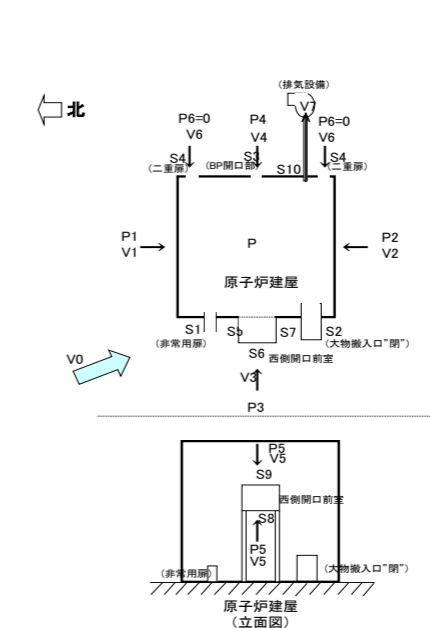 北
(排気設備)
V7
P6=0
V6
P4
V4
P6=0
V6
S4
(二重扉)
(BP開口部)
S3
S10
S4
(二重扉)
P1
V1
P
P2
V2
原子炉建屋
S1
S5
S7
S2
(非常用扉)
(大物搬入口"閉")
S6
西側開口前室
V0
V3
P3
P5
V5
S9
西側開口前室
S8
P5
V5
(非常用扉)
(大物搬入口"閉")
原子炉建屋
(立面図)